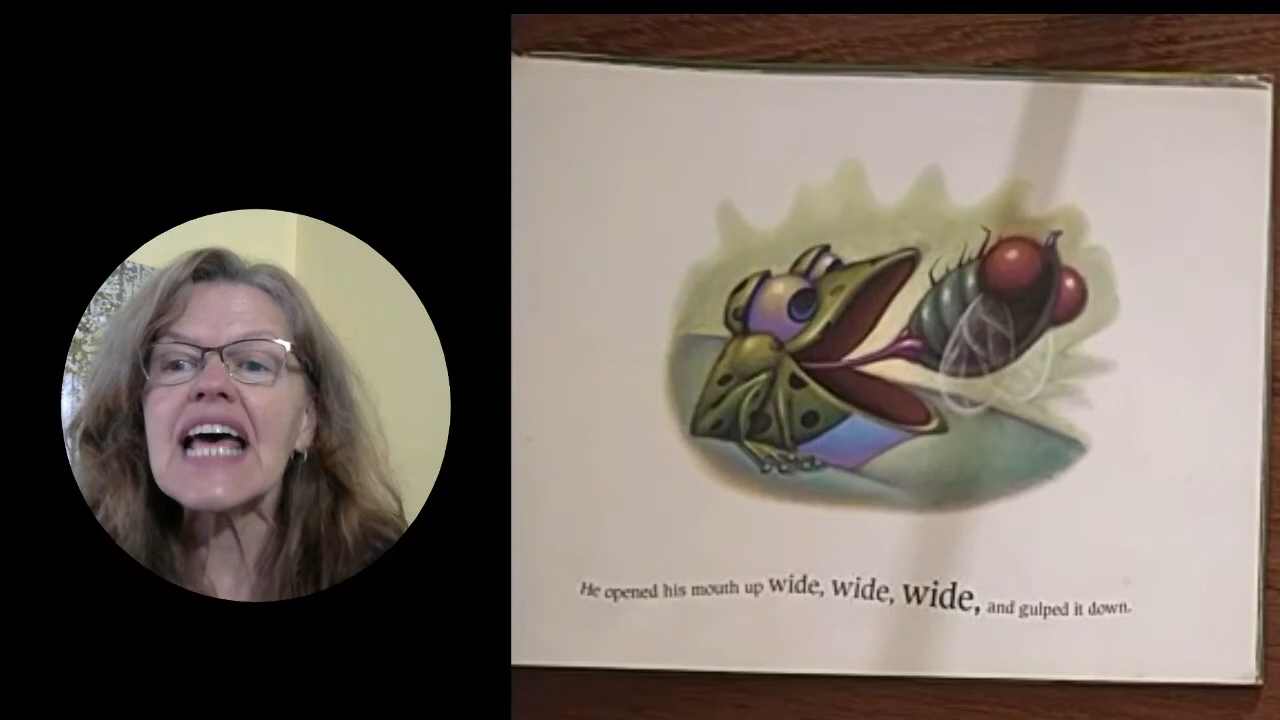 He opened his mouth up wide, wide, wide, and gulped it down.